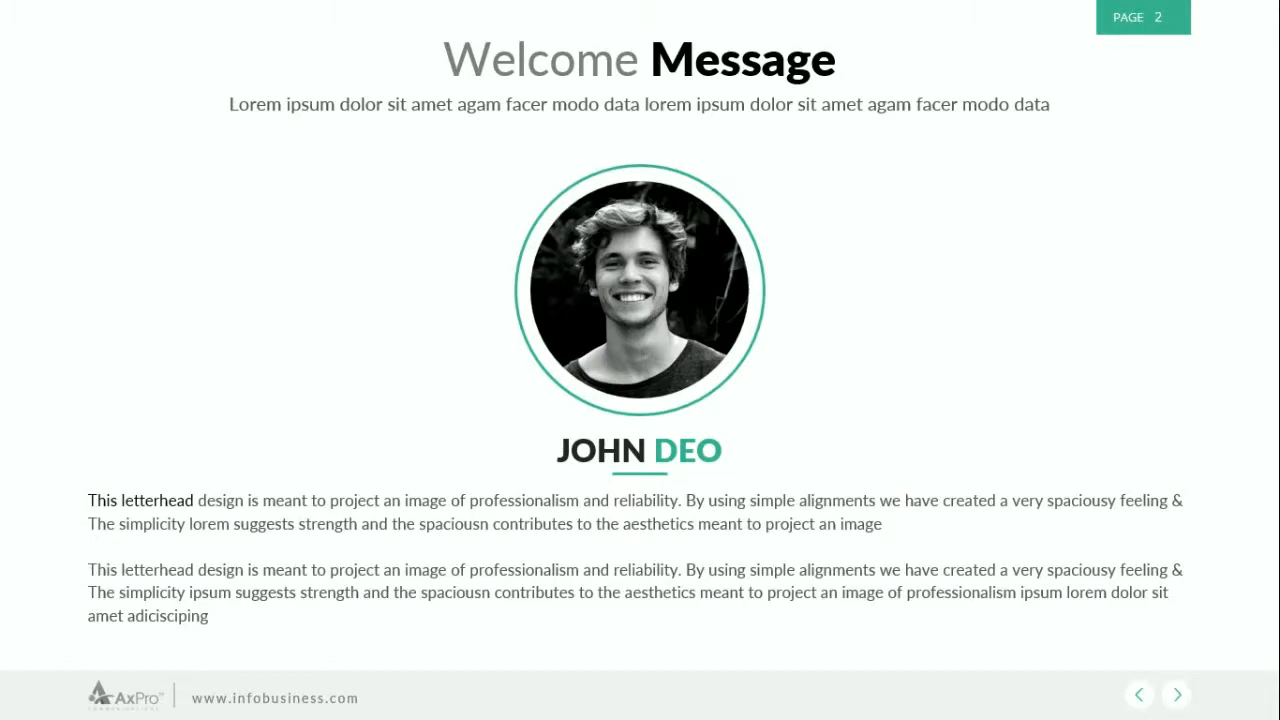 PAGE 2
Welcome Message
Lorem ipsum dolor sit amet agam facer modo data lorem ipsum dolor sit amet agam facer modo data
JOHN DEO
This letterhead design is meant to project an image of professionalism and reliability. By using simple alignments we have created a very spaciousy feeling &
The simplicity lorem suggests strength and the spaciousn contributes to the aesthetics meant to project an image
This letterhead design is meant to project an image of professionalism and reliability. By using simple alignments we have created a very spaciousy feeling &
The simplicity ipsum suggests strength and the spaciousn contributes to the aesthetics meant to project an image of professionalism ipsum lorem dolor sit
amet adicisciping
AxPro™
www.infobusiness.com